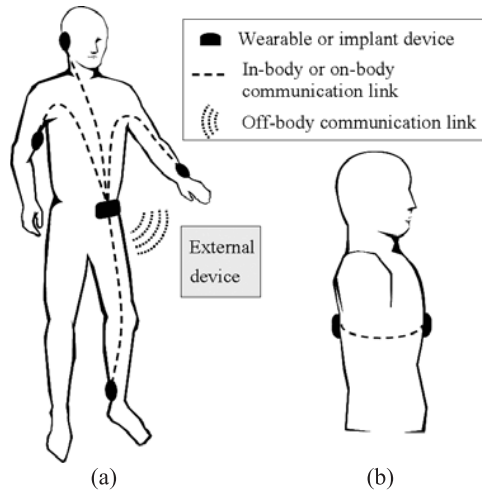 Wearable or implant device
In-body or on-body
communication link
Off-body communication link
External
device
(a)
(b)